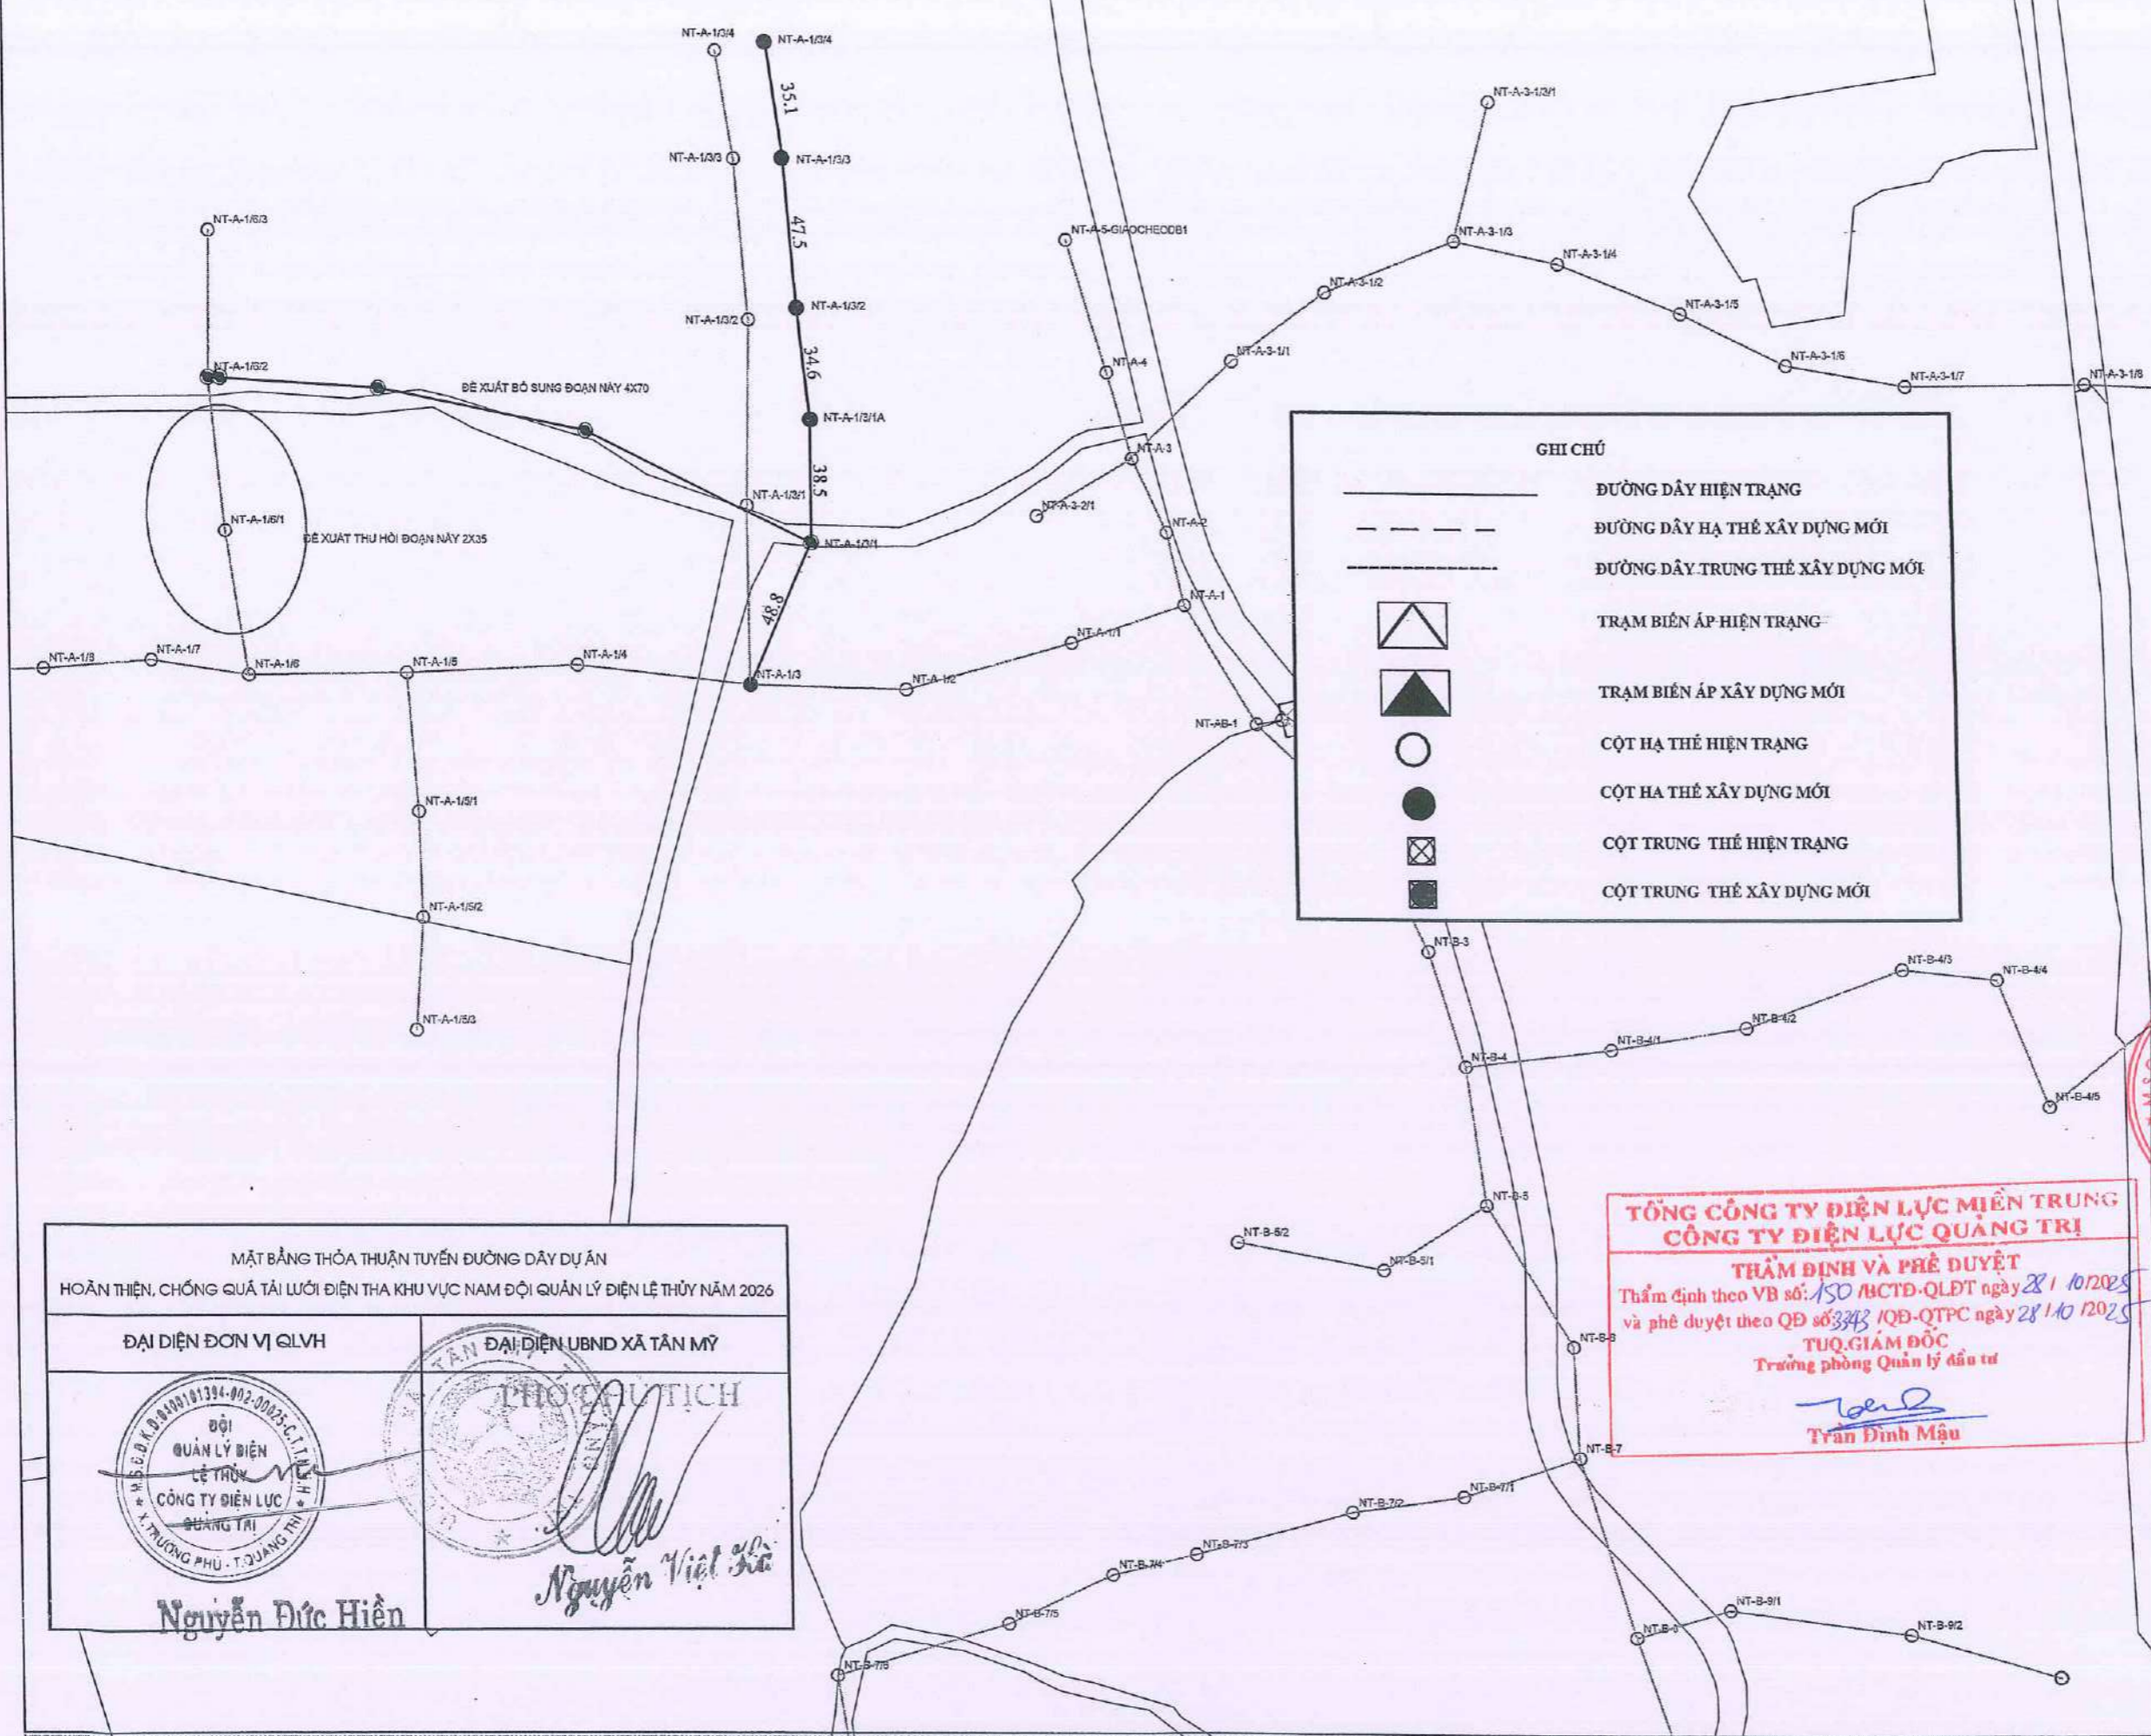 NT-A-1/3/4
NT-A-1/3/4
35.1
NT-A-3-1/3/1
NT-A-1/3/3
NT-A-1/3/3
NT-A-1/6/3
47.5
NT-A-5-GIAOCHEODB1
NT-A-3-1/3
NT-A-3-1/4
NT-A-3-1/2
NT-A-1/3/2
NT-A-1/3/2
NT-A-3-1/5
34.6
NT-A-3-1/1
NT-A-4
NT-A-3-1/6
NT-A-1/6/2
NT-A-3-1/7
NT-A-3-1/8
ĐỀ XUẤT BỔ SUNG ĐOẠN NÀY 4X70
NT-A-1/3/1A
NT-A-3
38.5
NT-A-1/3/1
NT-A-3-2/1
NT-A-1/6/1
NT-A-2
ĐỀ XUẤT THU HỒI ĐOẠN NÀY 2X35
NT-A-1/3/1
48.8
NT-A-1
NT-A-1/1
NT-A-1/8
NT-A-1/7
NT-A-1/6
NT-A-1/5
NT-A-1/4
NT-A-1/3
NT-A-1/2
NT-AB-1
NT-A-1/5/1
NT-A-1/5/2
NT-A-1/5/3
GHI CHÚ
ĐƯỜNG DÂY HIỆN TRẠNG
ĐƯỜNG DÂY HẠ THẾ XÂY DỰNG MỚI
ĐƯỜNG DÂY TRUNG THẾ XÂY DỰNG MỚI
TRẠM BIẾN ÁP HIỆN TRẠNG
TRẠM BIẾN ÁP XÂY DỰNG MỚI
CỘT HẠ THẾ HIỆN TRẠNG
CỘT HẠ THẾ XÂY DỰNG MỚI
CỘT TRUNG THẾ HIỆN TRẠNG
CỘT TRUNG THẾ XÂY DỰNG MỚI
NT-B-3
NT-B-4/3
NT-B-4/4
NT-B-4/2
NT-B-4/1
NT-B-4
NT-B-4/5
NT-B-5
NT-B-5/2
NT-B-5/1
NT-B-7
NT-B-7/1
NT-B-7/2
NT-B-7/3
NT-B-7/4
NT-B-7/5
NT-B-7/6
NT-B-9/1
NT-B-9/2
MẶT BẰNG THỎA THUẬN TUYẾN ĐƯỜNG DÂY DỰ ÁN
HOÀN THIỆN, CHỐNG QUÁ TẢI LƯỚI ĐIỆN THA KHU VỰC NAM ĐỘI QUẢN LÝ ĐIỆN LỆ THỦY NĂM 2026
ĐẠI DIỆN ĐƠN VỊ QLVH
ĐẠI DIỆN UBND XÃ TÂN MỸ
PHÓ CHỦ TỊCH
M.S.C.Đ.K.D:0400101394-002-00025-C.T.T.N.H.H
ĐỘI
QUẢN LÝ ĐIỆN
LỆ THỦY
CÔNG TY ĐIỆN LỰC
QUẢNG TRỊ
X.TRƯỜNG PHÚ - T.QUẢNG TRỊ
Nguyễn Đức Hiền
Nguyễn Việt Hà
TỔNG CÔNG TY ĐIỆN LỰC MIỀN TRUNG
CÔNG TY ĐIỆN LỰC QUẢNG TRỊ
THẨM ĐỊNH VÀ PHÊ DUYỆT
Thẩm định theo VB số: 150 /BCTĐ-QLĐT ngày 28 / 10/2025
và phê duyệt theo QĐ số 3343 /QĐ-QTPC ngày 28 / 10 /2025
TUQ.GIÁM ĐỐC
Trưởng phòng Quản lý đầu tư
Trần Đình Mậu